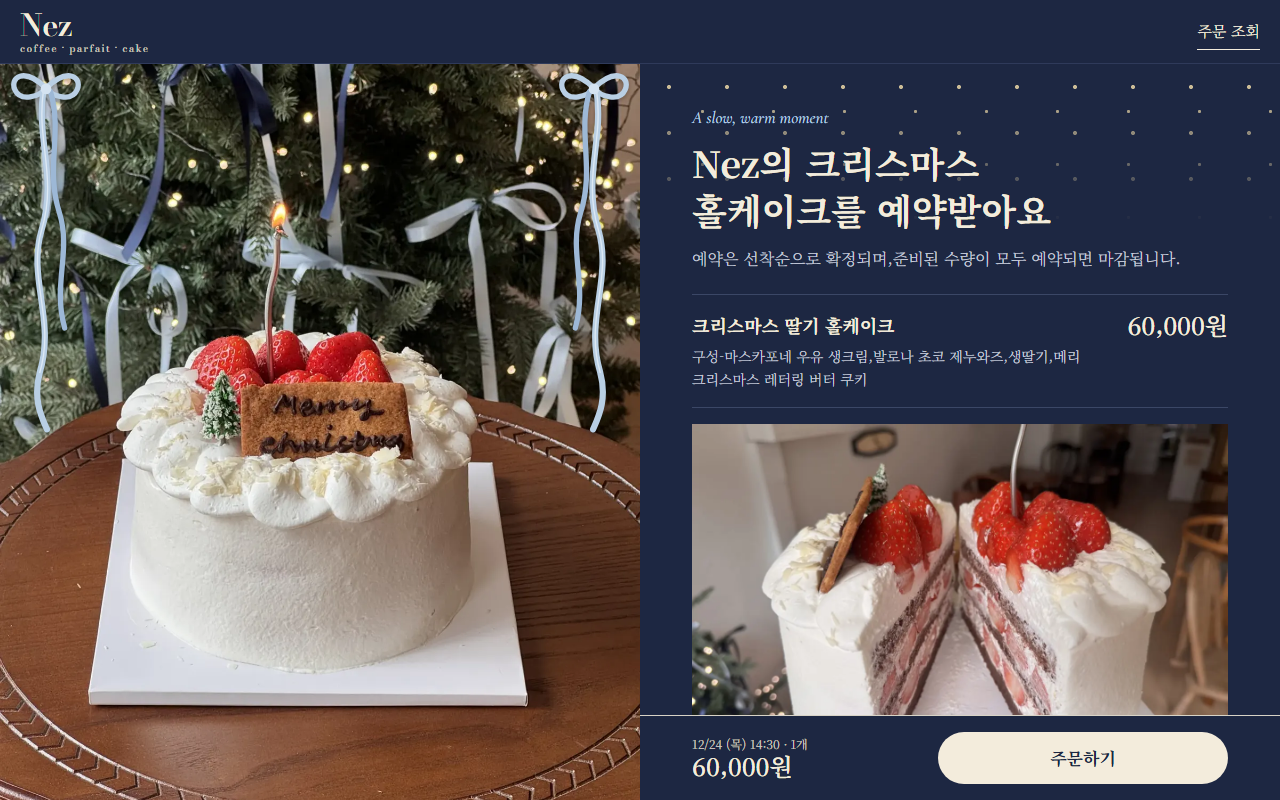 Nez
coffee · parfait · cake
주문 조회
A slow, warm moment
Nez의 크리스마스
홀케이크를 예약받아요
예약은 선착순으로 확정되며,준비된 수량이 모두 예약되면 마감됩니다.
크리스마스 딸기 홀케이크
60,000원
구성-마스카포네 우유 생크림,발로나 초코 제누와즈,생딸기,메리
크리스마스 레터링 버터 쿠키
Merry
christmas
12/24 (목) 14:30 · 1개
60,000원
주문하기